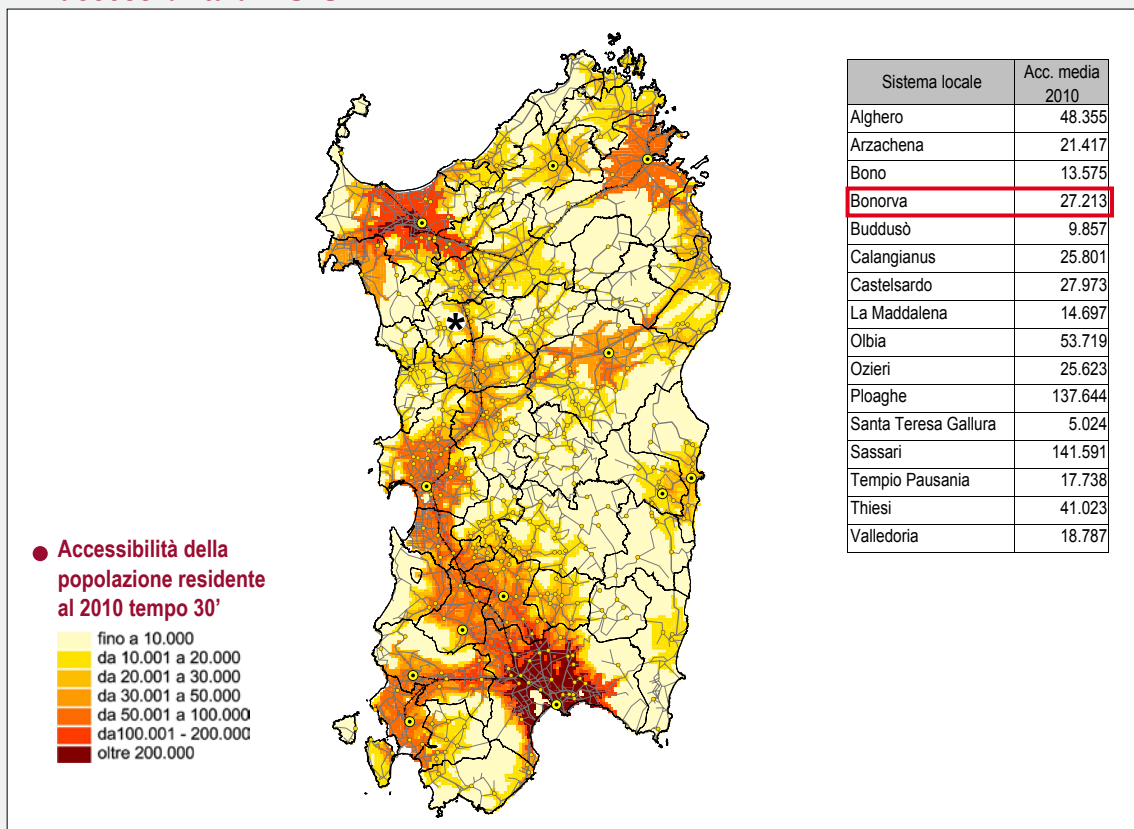 Sistema locale Acc. media 2010
Alghero 48.355
Arzachena 21.417
Bono 13.575
Bonorva 27.213
Buddusò 9.857
Calangianus 25.801
Castelsardo 27.973
La Maddalena 14.697
Olbia 53.719
Ozieri 25.623
Ploaghe 137.644
Santa Teresa Gallura 5.024
Sassari 141.591
Tempio Pausania 17.738
Thiesi 41.023
Valledoria 18.787
*
● Accessibilità della
popolazione residente
al 2010 tempo 30’
fino a 10.000
da 10.001 a 20.000
da 20.001 a 30.000
da 30.001 a 50.000
da 50.001 a 100.000
da100.001 - 200.000
oltre 200.000